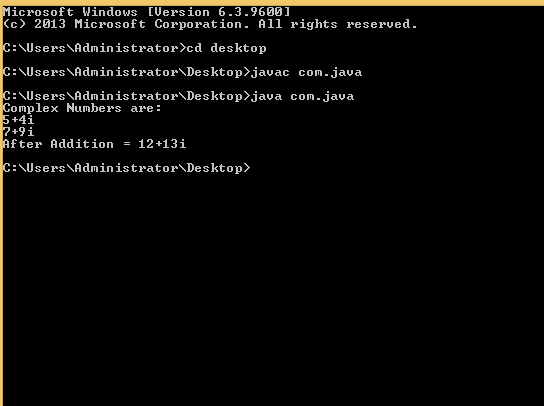 Microsoft Windows [Version 6.3.9600]
(c) 2013 Microsoft Corporation. All rights reserved.
C:\Users\Administrator>cd desktop
C:\Users\Administrator\Desktop>javac com.java
C:\Users\Administrator\Desktop>java com.java
Complex Numbers are:
5+4i
7+9i
After Addition = 12+13i
C:\Users\Administrator\Desktop>